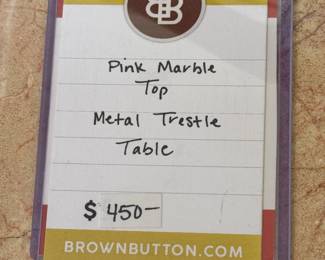 BB
Pink Marble
Top
Metal Trestle
Table
$ 450—
BROWNBUTTON.COM